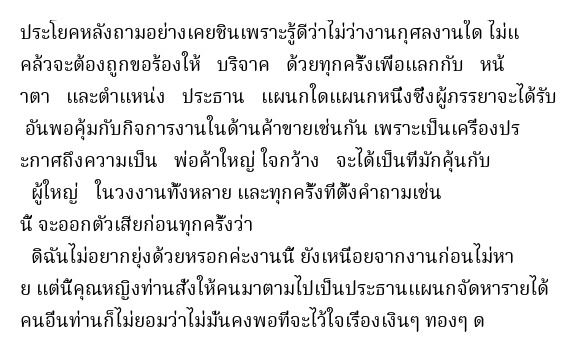 ประโยคหลังถามอย่างเคยชินเพราะรู้ดีว่าไม่ว่างานกุศลงานใด ไม่แ
คล้วจะต้องถูกขอร้องให้   บริจาค   ด้วยทุกครั้งเพื่อแลกกับ   หน้
าตา   และตำแหน่ง   ประธาน   แผนกใดแผนกหนึ่งซึ่งผู้ภรรยาจะได้รับ
อันพอคุ้มกับกิจการงานในด้านค้าขายเช่นกัน เพราะเป็นเครื่องปร
ะกาศถึงความเป็น   พ่อค้าใหญ่ ใจกว้าง   จะได้เป็นที่มักคุ้นกับ
ผู้ใหญ่   ในวงงานทั้งหลาย และทุกครั้งที่ตั้งคำถามเช่น
นี้ จะออกตัวเสียก่อนทุกครั้งว่า
ดิฉันไม่อยากยุ่งด้วยหรอกค่ะงานนี้ ยังเหนื่อยจากงานก่อนไม่หา
ย แต่นี่คุณหญิงท่านสั่งให้คนมาตามไปเป็นประธานแผนกจัดหารายได้
คนอื่นท่านก็ไม่ยอมว่าไม่มั่นคงพอที่จะไว้ใจเรื่องเงินๆ ทองๆ ด